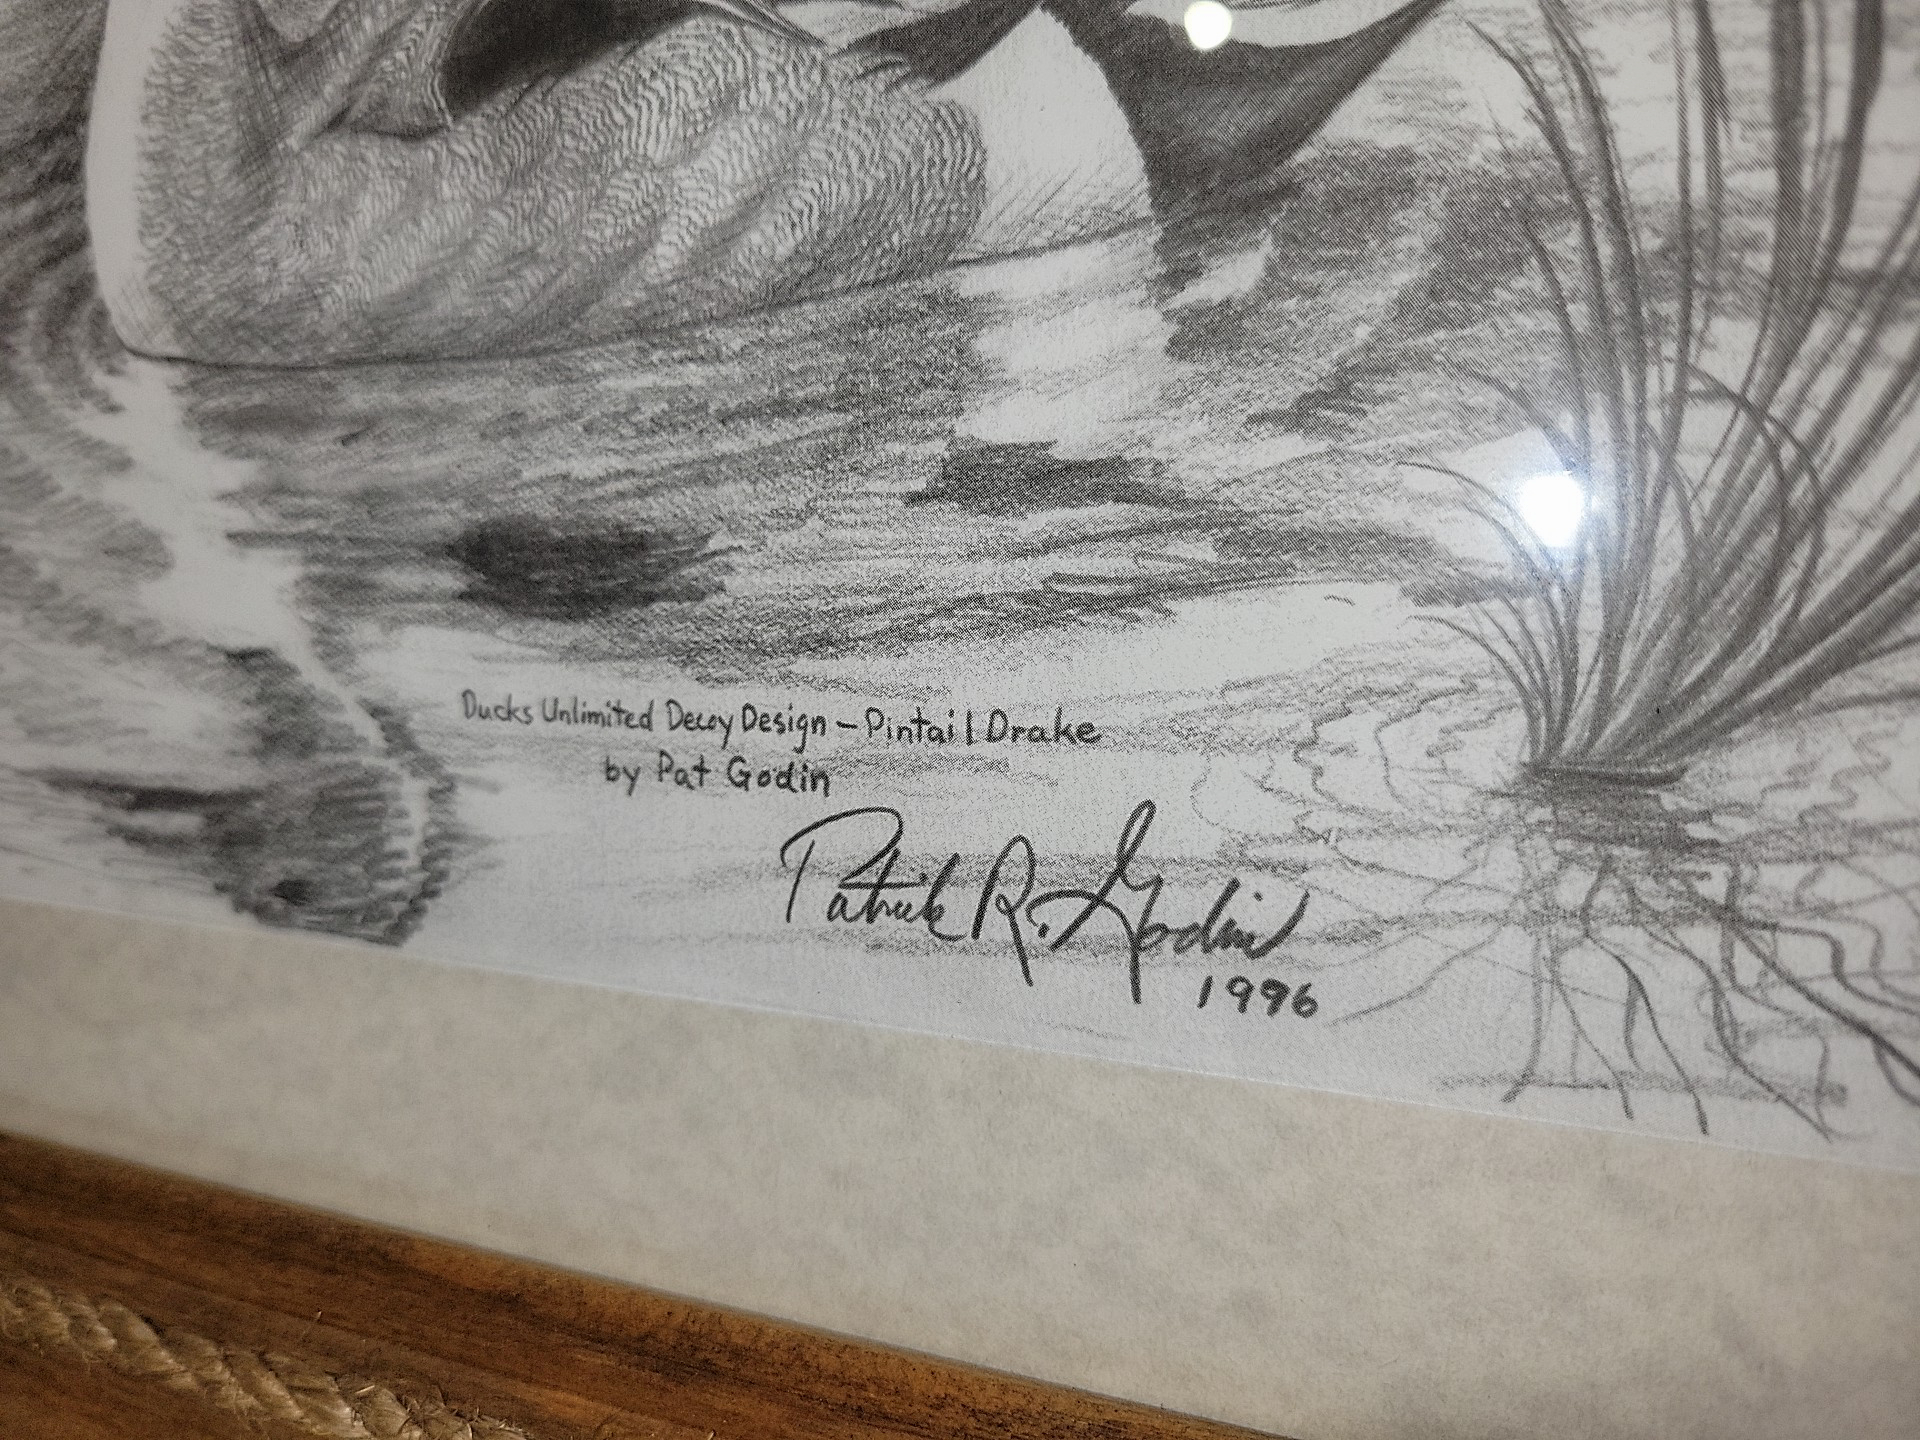 Ducks Unlimited Decoy Design – Pintail Drake
by Pat Godin
Patrick R. Godin
1996